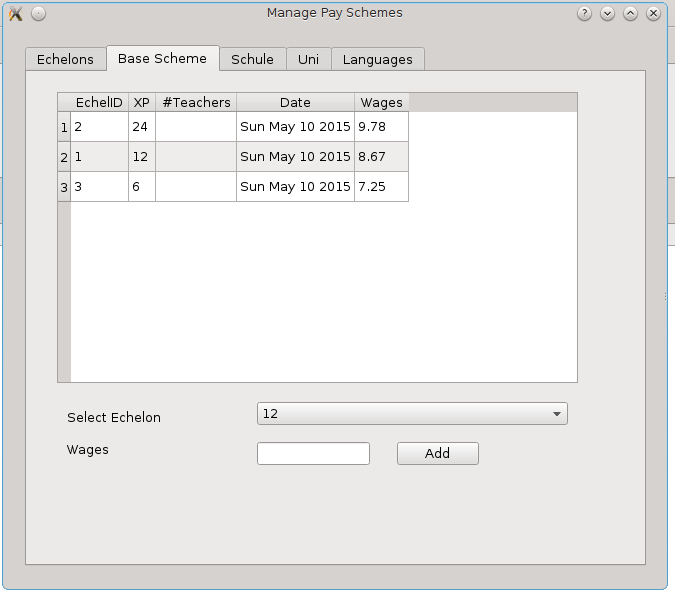 Manage Pay Schemes
Echelons Base Scheme Schule Uni Languages
EchelID XP #Teachers Date Wages
1 2 24 Sun May 10 2015 9.78
2 1 12 Sun May 10 2015 8.67
3 3 6 Sun May 10 2015 7.25
Select Echelon 12
Wages Add